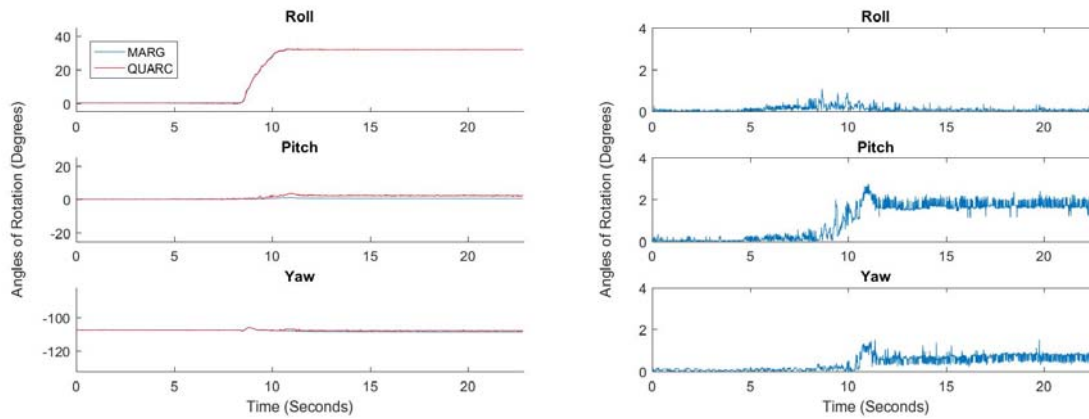 Roll
40
20
0
MARG
QUARC
0 5 10 15 20
Pitch
20
0
-20
0 5 10 15 20
Yaw
-100
-120
0 5 10 15 20
Time (Seconds)
Angles of Rotation (Degrees)
Roll
4
2
0
0 5 10 15 20
Pitch
4
2
0
0 5 10 15 20
Yaw
4
2
0
0 5 10 15 20
Time (Seconds)
Angles of Rotation (Degrees)